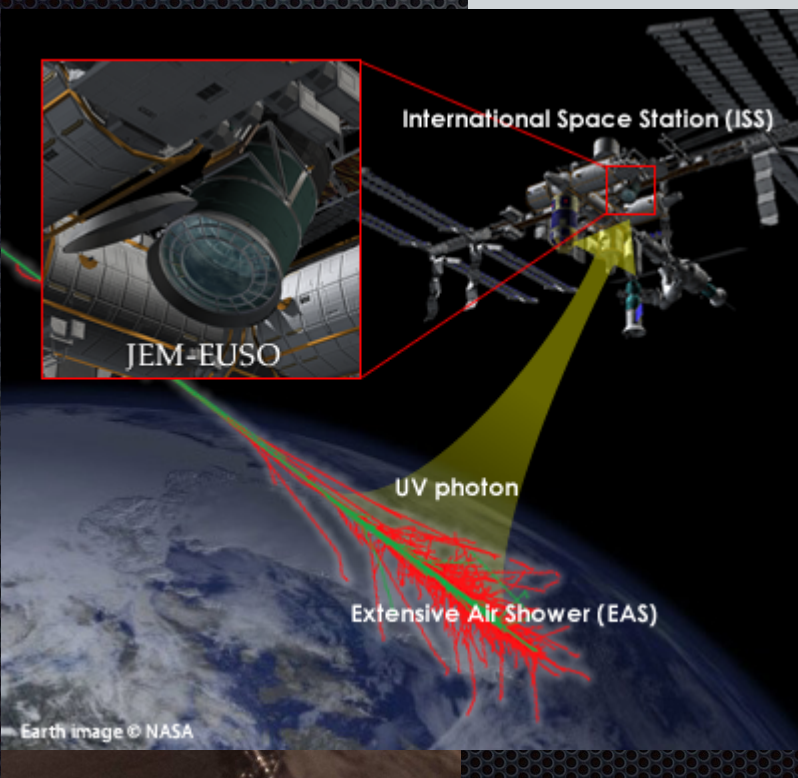 International Space Station (ISS)
JEM-EUSO
UV photon
Extensive Air Shower (EAS)
Earth image © NASA